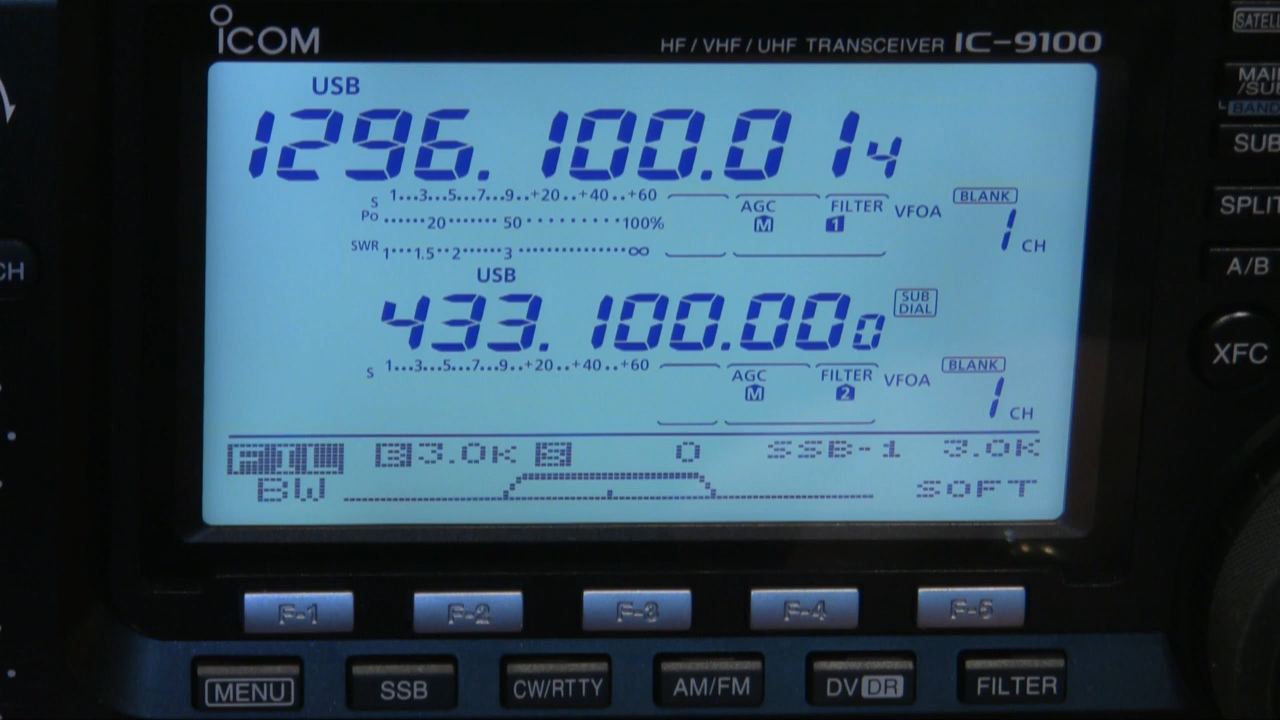 ICOM
HF / VHF / UHF TRANSCEIVER IC-9100
USB
1296.100.014
S 1...3...5...7...9..+20..+40..+60
Po ......20.......50.........100%
AGC FILTER VFOA BLANK
M 1 1 CH
SWR 1...1.5..2......3..............∞
USB
433.100.000 SUB DIAL
S 1...3...5...7...9..+20..+40..+60
AGC FILTER VFOA BLANK
M 2 1 CH
FIL B 3.0K S 0 SSB-1 3.0K
BW SOFT
F-1 F-2 F-3 F-4 F-5
MENU SSB CW/RTTY AM/FM DV DR FILTER
CH
MAIN
/SUB
SUB
SPLIT
A/B
XFC